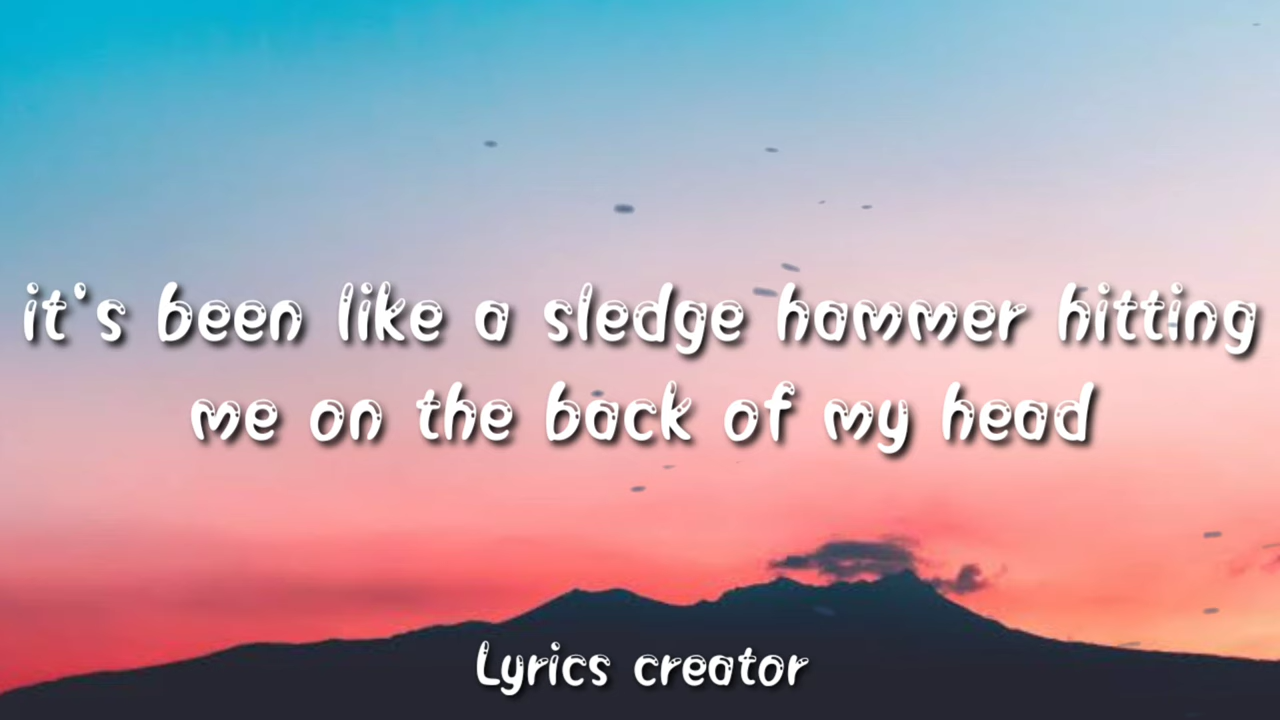 it's been like a sledge hammer hitting
me on the back of my head
Lyrics creator